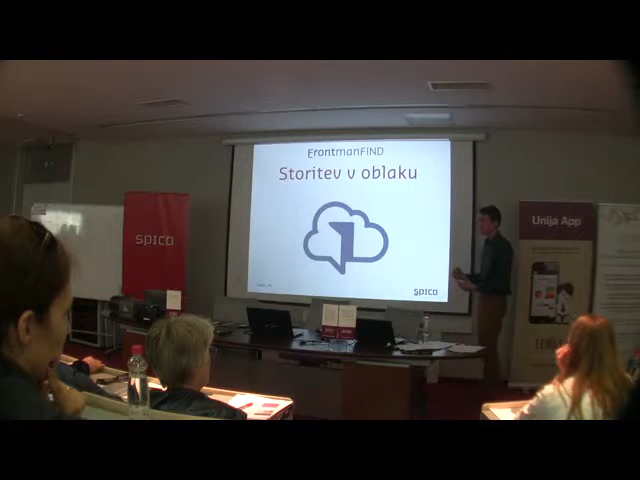 FrontmanFIND
Storitev v oblaku
spica
spica
Unija App